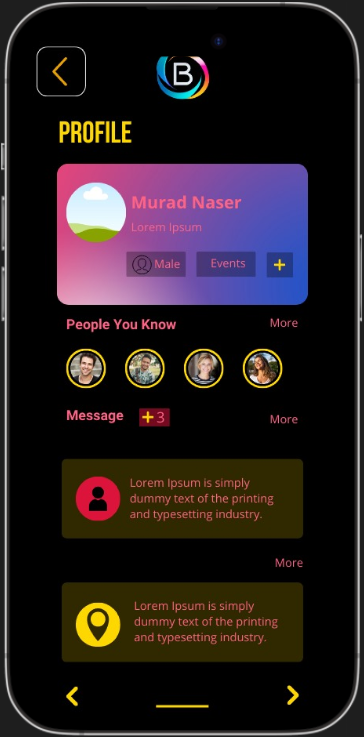 B
PROFILE
Murad Naser
Lorem Ipsum
Male
Events
+
People You Know
More
Message
+3
More
Lorem Ipsum is simply
dummy text of the printing
and typesetting industry.
More
Lorem Ipsum is simply
dummy text of the printing
and typesetting industry.